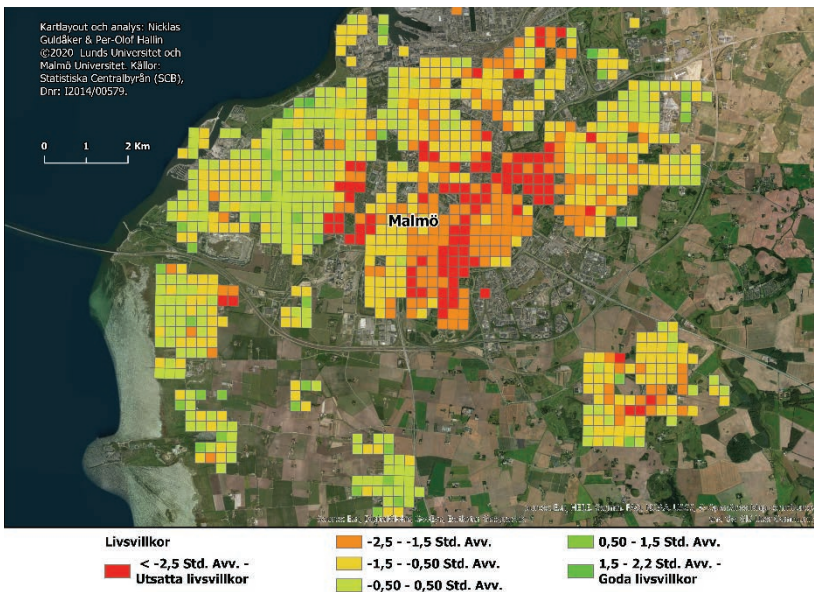 Kartlayout och analys: Nicklas
Guldåker & Per-Olof Hallin
©2020 Lunds Universitet och
Malmö Universitet. Källor:
Statistiska Centralbyrån (SCB),
Dnr: I2014/00579.
0 1 2 Km
Malmö
Livsvillkor
< -2,5 Std. Avv. -
Utsatta livsvillkor
-2,5 - -1,5 Std. Avv.
-1,5 - -0,50 Std. Avv.
-0,50 - 0,50 Std. Avv.
0,50 - 1,5 Std. Avv.
1,5 - 2,2 Std. Avv. -
Goda livsvillkor